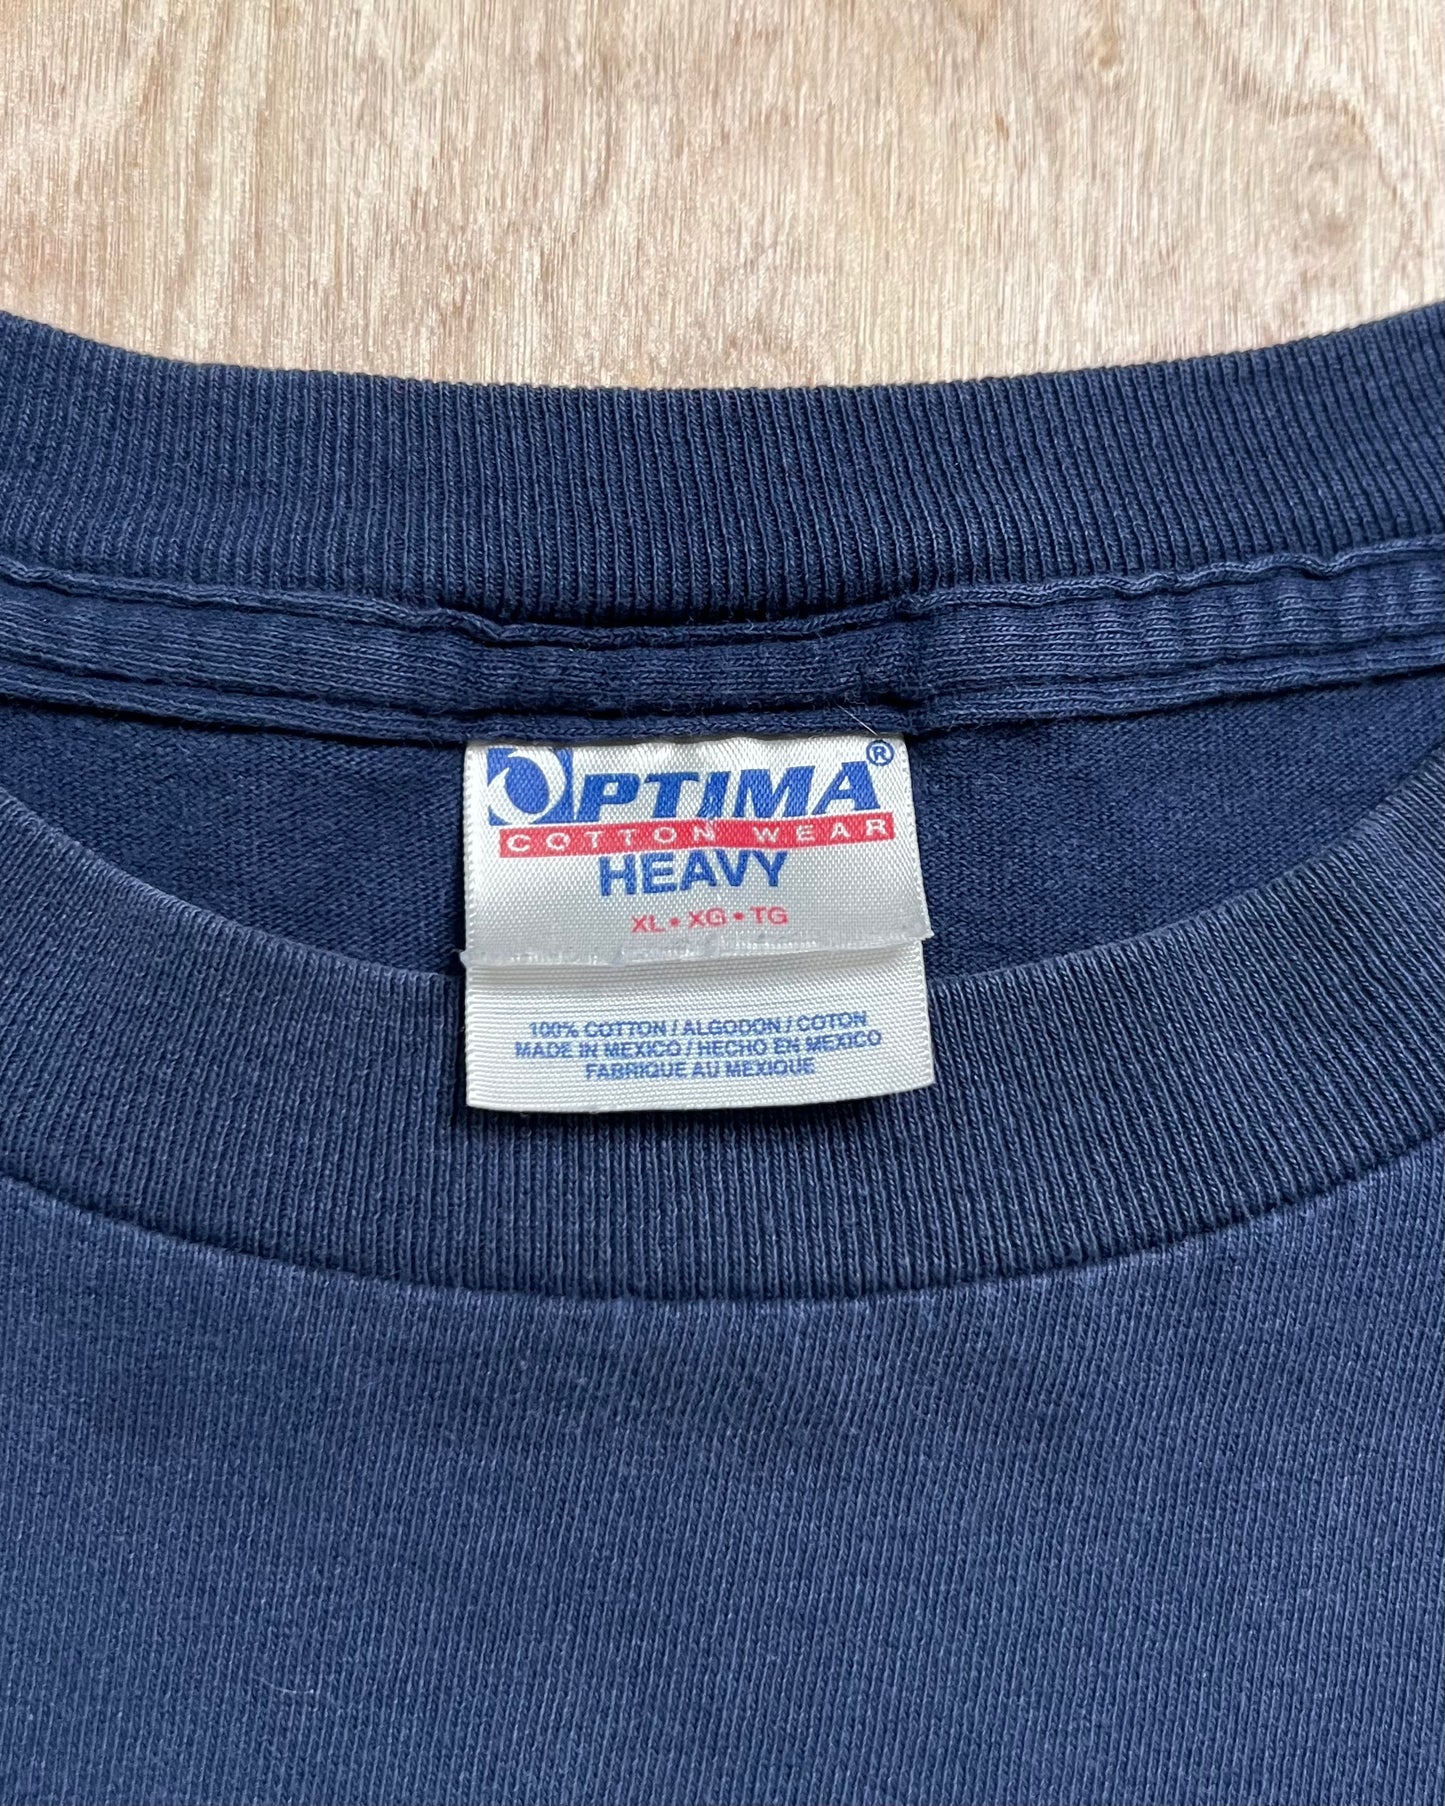 OPTIMA®
COTTON WEAR
HEAVY
XL • XG • TG
100% COTTON / ALGODON / COTON
MADE IN MEXICO / HECHO EN MEXICO
FABRIQUE AU MEXIQUE